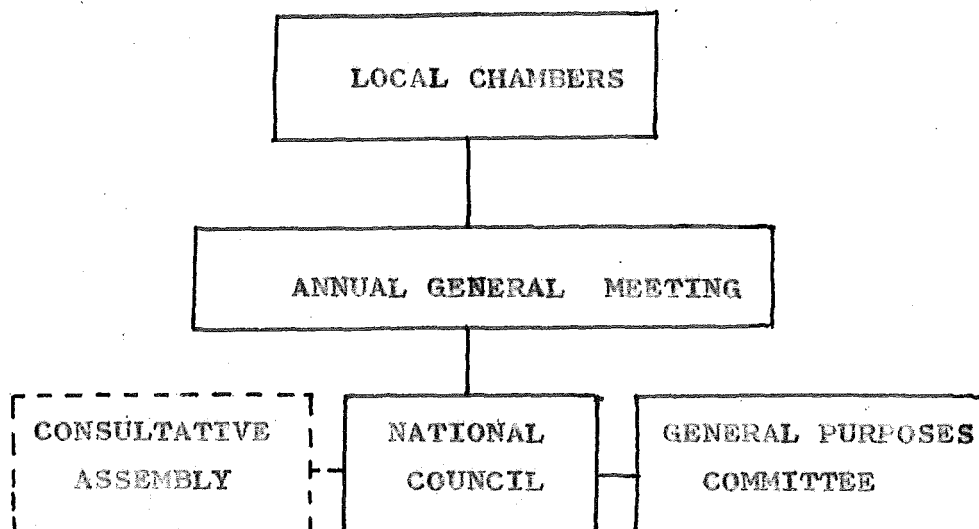 LOCAL CHAMBERS
ANNUAL GENERAL MEETING
CONSULTATIVE
ASSEMBLY
NATIONAL
COUNCIL
GENERAL PURPOSES
COMMITTEE